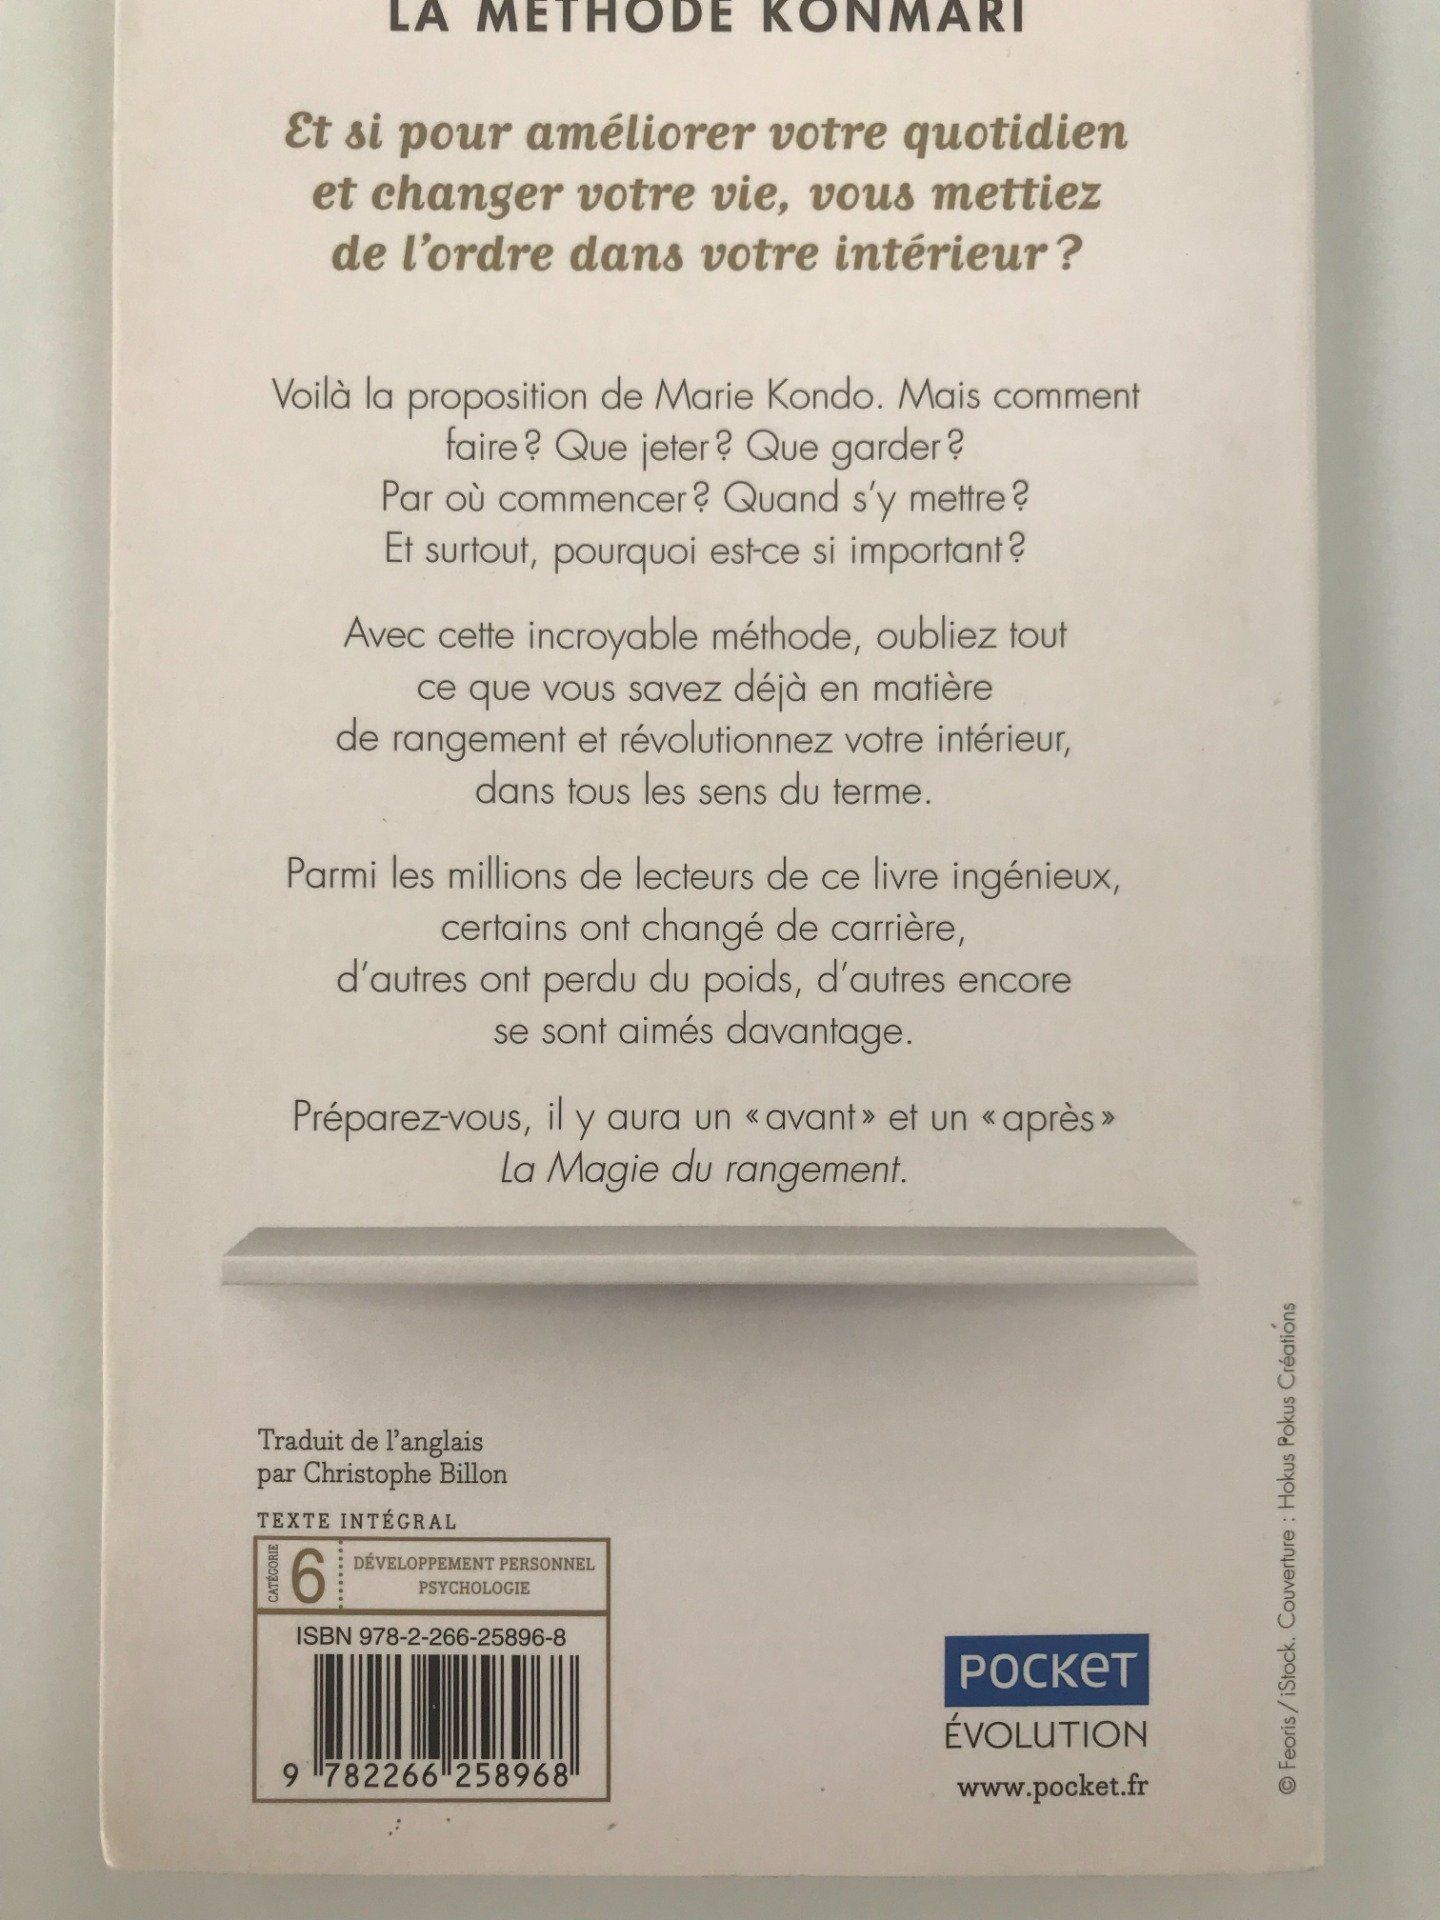 LA MÉTHODE KONMARI
Et si pour améliorer votre quotidien
et changer votre vie, vous mettiez
de l'ordre dans votre intérieur ?
Voilà la proposition de Marie Kondo. Mais comment
faire ? Que jeter ? Que garder ?
Par où commencer ? Quand s'y mettre ?
Et surtout, pourquoi est-ce si important ?
Avec cette incroyable méthode, oubliez tout
ce que vous savez déjà en matière
de rangement et révolutionnez votre intérieur,
dans tous les sens du terme.
Parmi les millions de lecteurs de ce livre ingénieux,
certains ont changé de carrière,
d'autres ont perdu du poids, d'autres encore
se sont aimés davantage.
Préparez-vous, il y aura un « avant » et un « après »
La Magie du rangement.
Traduit de l'anglais
par Christophe Billon
TEXTE INTÉGRAL
CATÉGORIE
6
DÉVELOPPEMENT PERSONNEL
PSYCHOLOGIE
ISBN 978-2-266-25896-8
9 782266 258968
POCKET
ÉVOLUTION
www.pocket.fr
© Feoris / iStock. Couverture : Hokus Pokus Créations